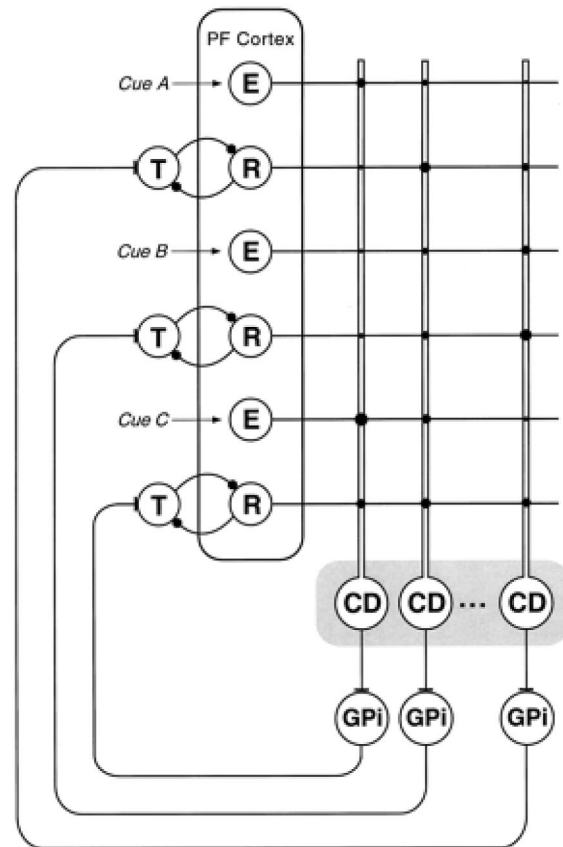 PF Cortex
Cue A E
T R
Cue B E
T R
Cue C E
T R
CD CD ... CD
GPi GPi GPi